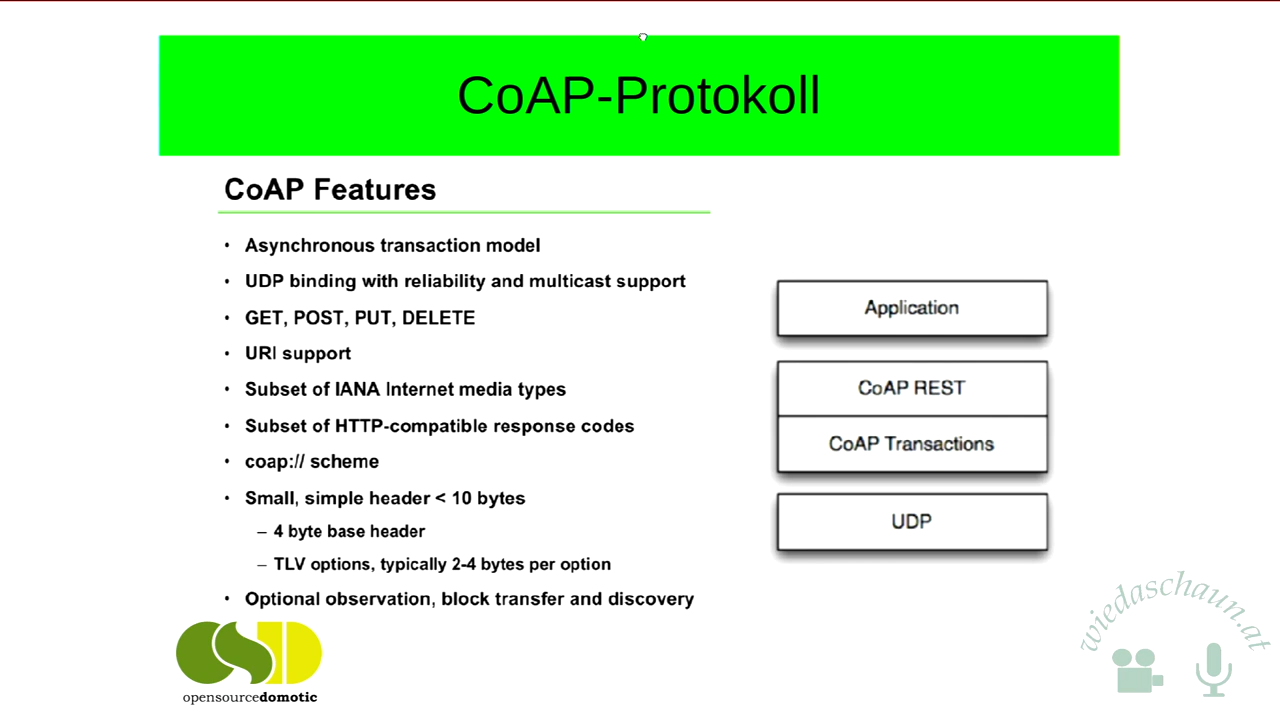 CoAP-Protokoll
CoAP Features
• Asynchronous transaction model
• UDP binding with reliability and multicast support
• GET, POST, PUT, DELETE
• URI support
• Subset of IANA Internet media types
• Subset of HTTP-compatible response codes
• coap:// scheme
• Small, simple header < 10 bytes
– 4 byte base header
– TLV options, typically 2-4 bytes per option
• Optional observation, block transfer and discovery
Application
CoAP REST
CoAP Transactions
UDP
opensourcedomotic
wiedaschaun.at